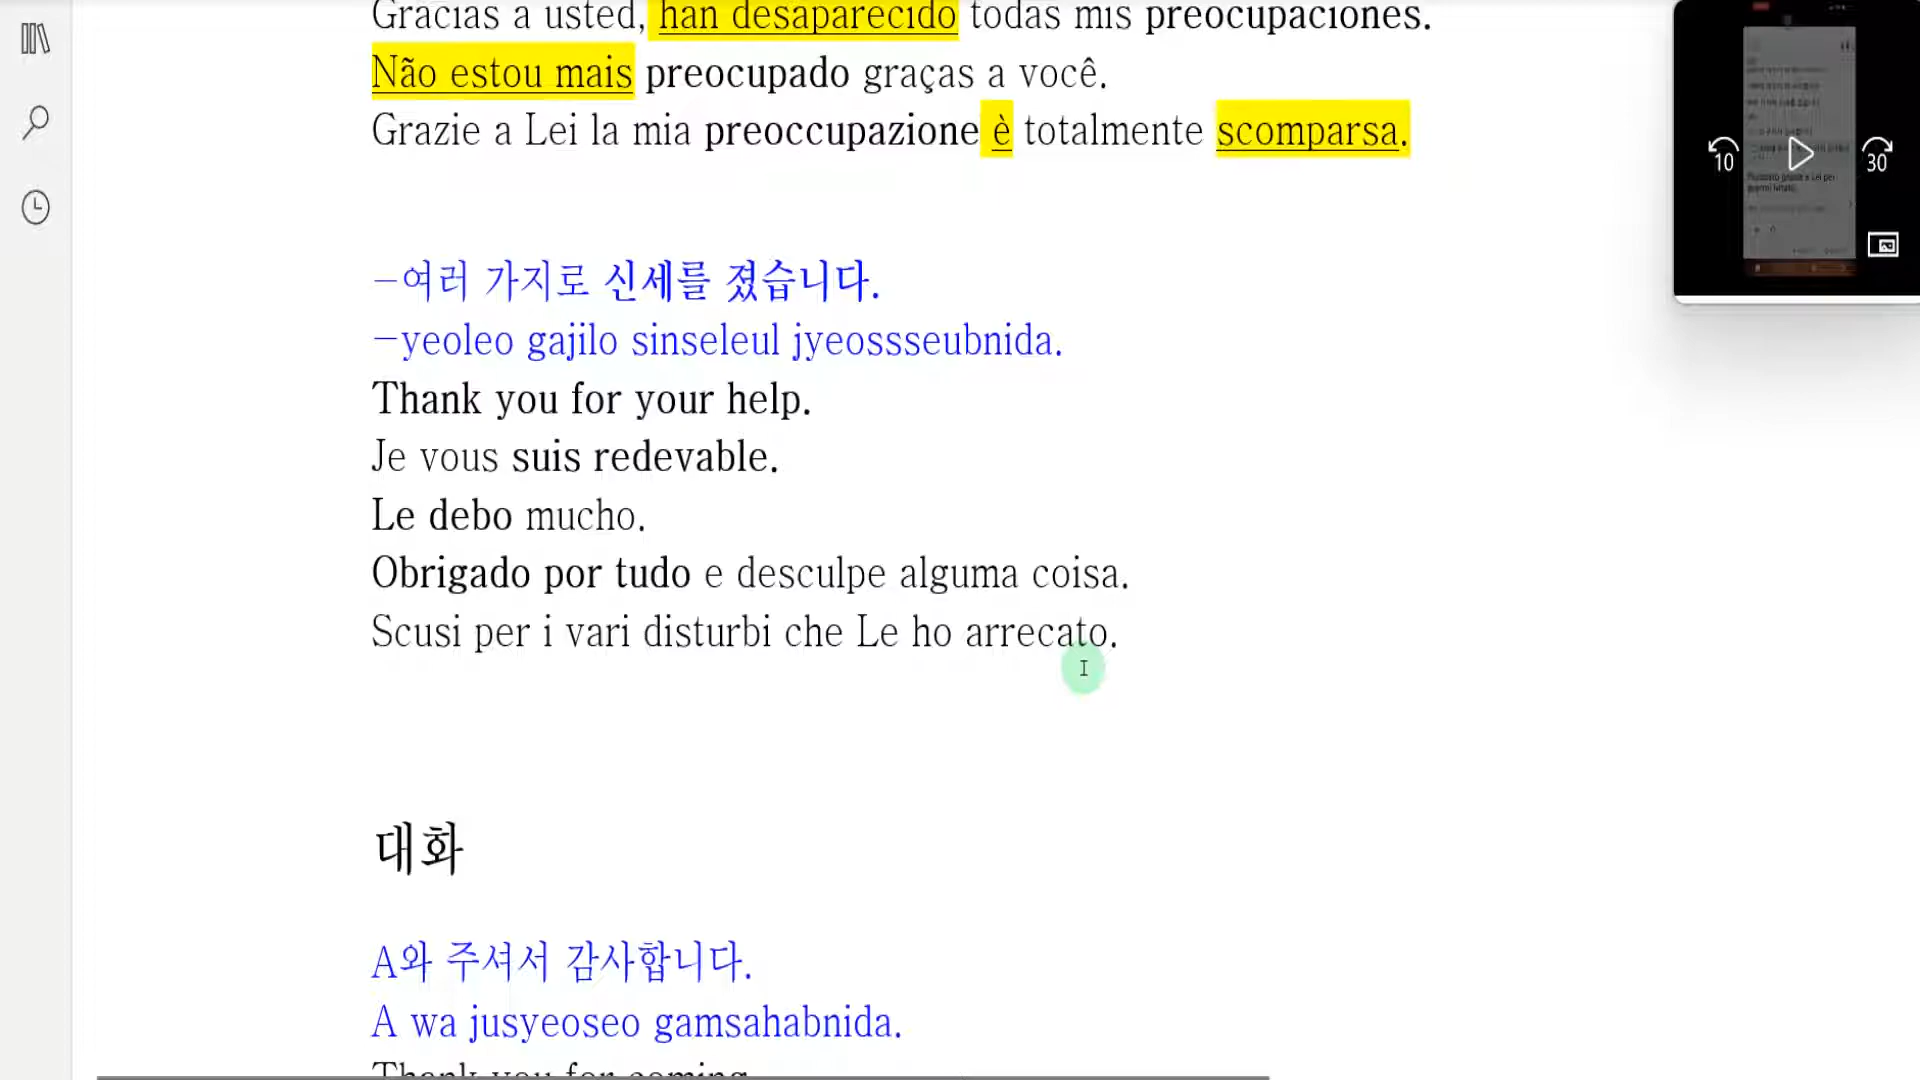 Gracias a usted, han desaparecido todas mis preocupaciones.
Não estou mais preocupado graças a você.
Grazie a Lei la mia preoccupazione è totalmente scomparsa.
-여러 가지로 신세를 졌습니다.
-yeoleo gajilo sinseleul jyeossseubnida.
Thank you for your help.
Je vous suis redevable.
Le debo mucho.
Obrigado por tudo e desculpe alguma coisa.
Scusi per i vari disturbi che Le ho arrecato.
대화
A와 주셔서 감사합니다.
A wa jusyeoseo gamsahabnida.
Thank you for coming
10
30